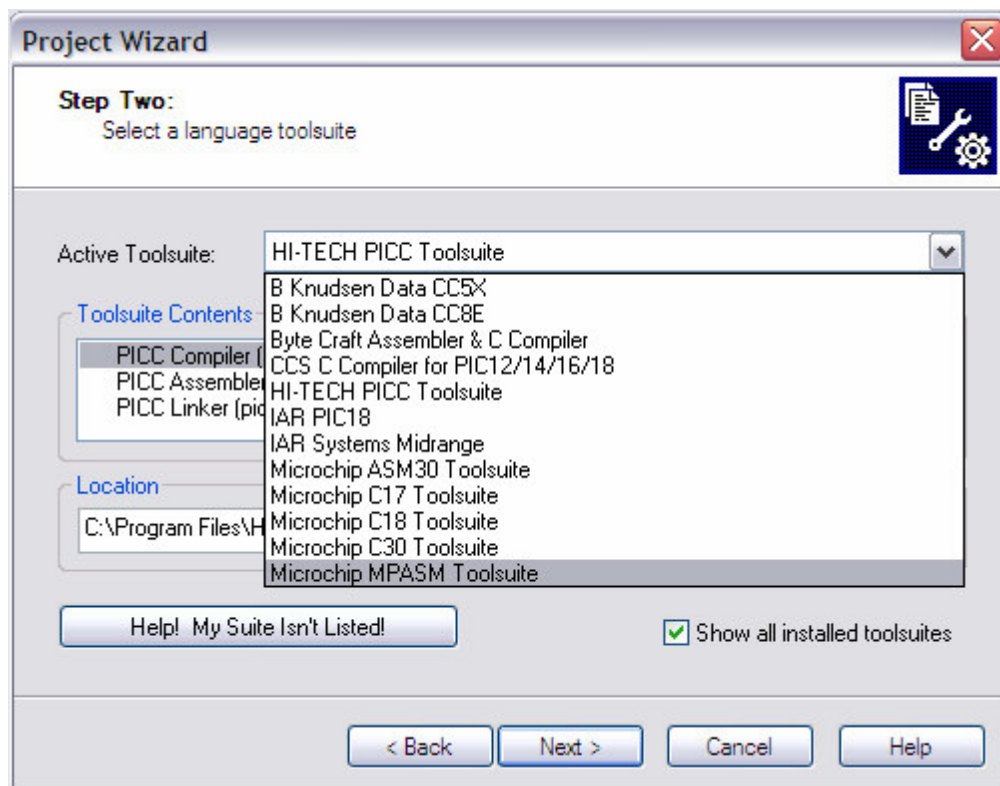 Project Wizard
Step Two:
Select a language toolsuite
Active Toolsuite:
HI-TECH PICC Toolsuite
B Knudsen Data CC5X
B Knudsen Data CC8E
Byte Craft Assembler & C Compiler
CCS C Compiler for PIC12/14/16/18
HI-TECH PICC Toolsuite
IAR PIC18
IAR Systems Midrange
Microchip ASM30 Toolsuite
Microchip C17 Toolsuite
Microchip C18 Toolsuite
Microchip C30 Toolsuite
Microchip MPASM Toolsuite
Toolsuite Contents
PICC Compiler (
PICC Assembler
PICC Linker (pic
Location
C:\Program Files\H
Help! My Suite Isn't Listed!
Show all installed toolsuites
< Back
Next >
Cancel
Help